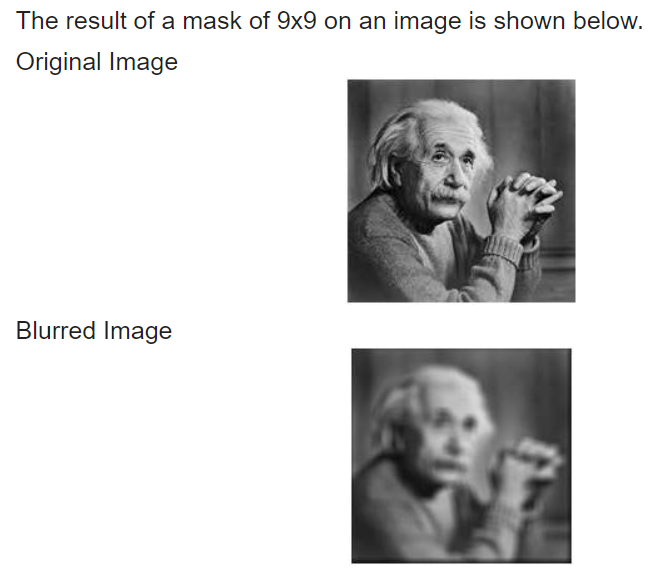 The result of a mask of 9x9 on an image is shown below.
Original Image
Blurred Image